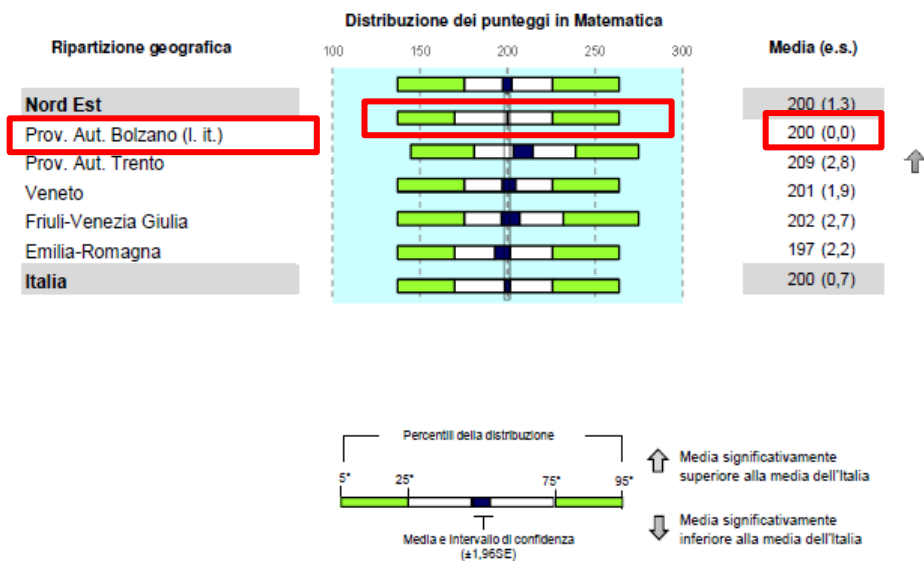 Distribuzione dei punteggi in Matematica
Ripartizione geografica 100 150 200 250 300 Media (e.s.)
Nord Est 200 (1,3)
Prov. Aut. Bolzano (l. it.) 200 (0,0)
Prov. Aut. Trento 209 (2,8)
Veneto 201 (1,9)
Friuli-Venezia Giulia 202 (2,7)
Emilia-Romagna 197 (2,2)
Italia 200 (0,7)
Percentili della distribuzione
5° 25° 75° 95°
Media e Intervallo di confidenza
(±1,96SE)
Media significativamente
superiore alla media dell'Italia
Media significativamente
inferiore alla media dell'Italia